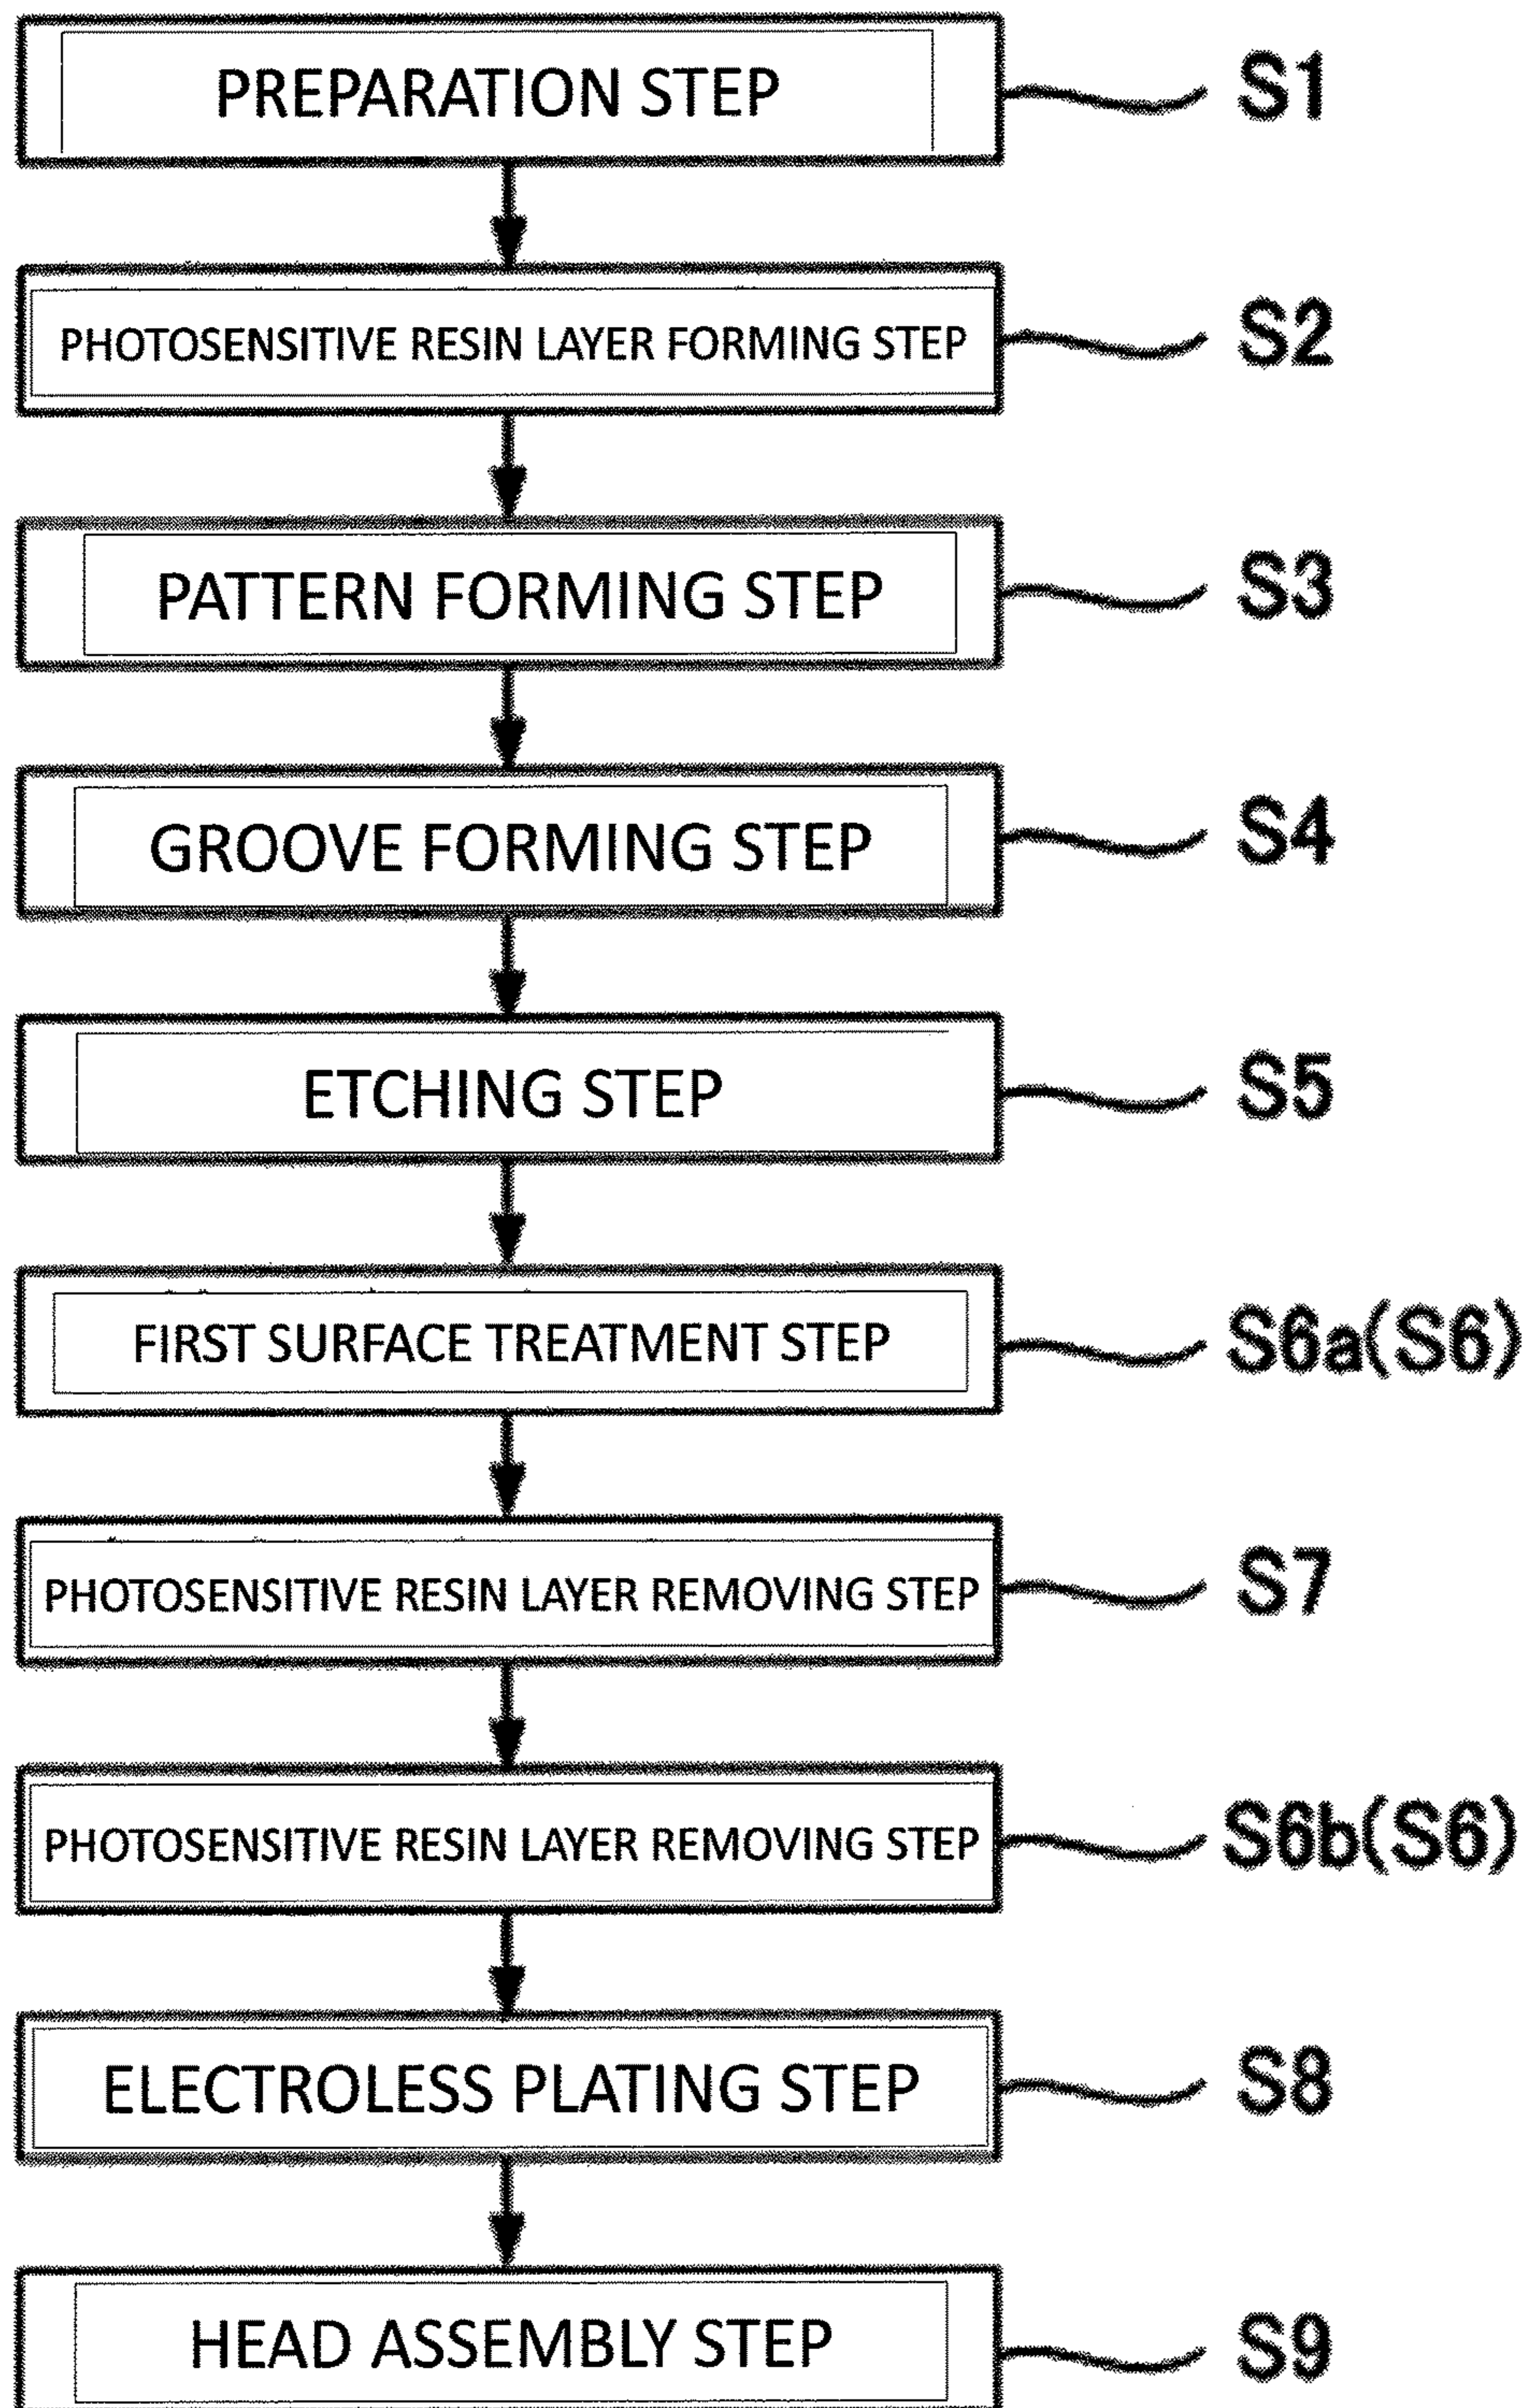 PREPARATION STEP S1
PHOTOSENSITIVE RESIN LAYER FORMING STEP S2
PATTERN FORMING STEP S3
GROOVE FORMING STEP S4
ETCHING STEP S5
FIRST SURFACE TREATMENT STEP S6a(S6)
PHOTOSENSITIVE RESIN LAYER REMOVING STEP S7
PHOTOSENSITIVE RESIN LAYER REMOVING STEP S6b(S6)
ELECTROLESS PLATING STEP S8
HEAD ASSEMBLY STEP S9